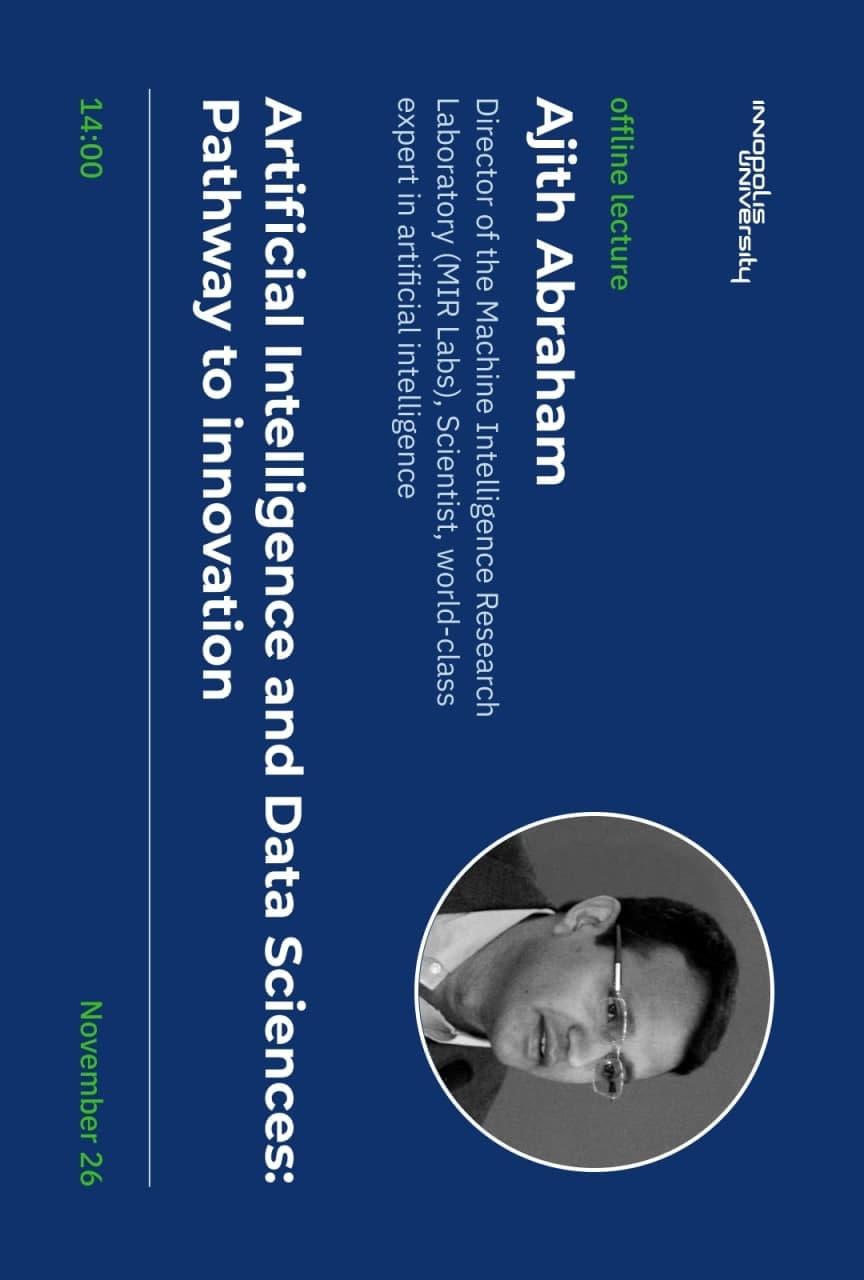 INNOPOLIS
UNIVERSITY
offline lecture
Ajith Abraham
Director of the Machine Intelligence Research
Laboratory (MIR Labs), Scientist, world-class
expert in artificial intelligence
Artificial Intelligence and Data Sciences:
Pathway to innovation
14:00
November 26